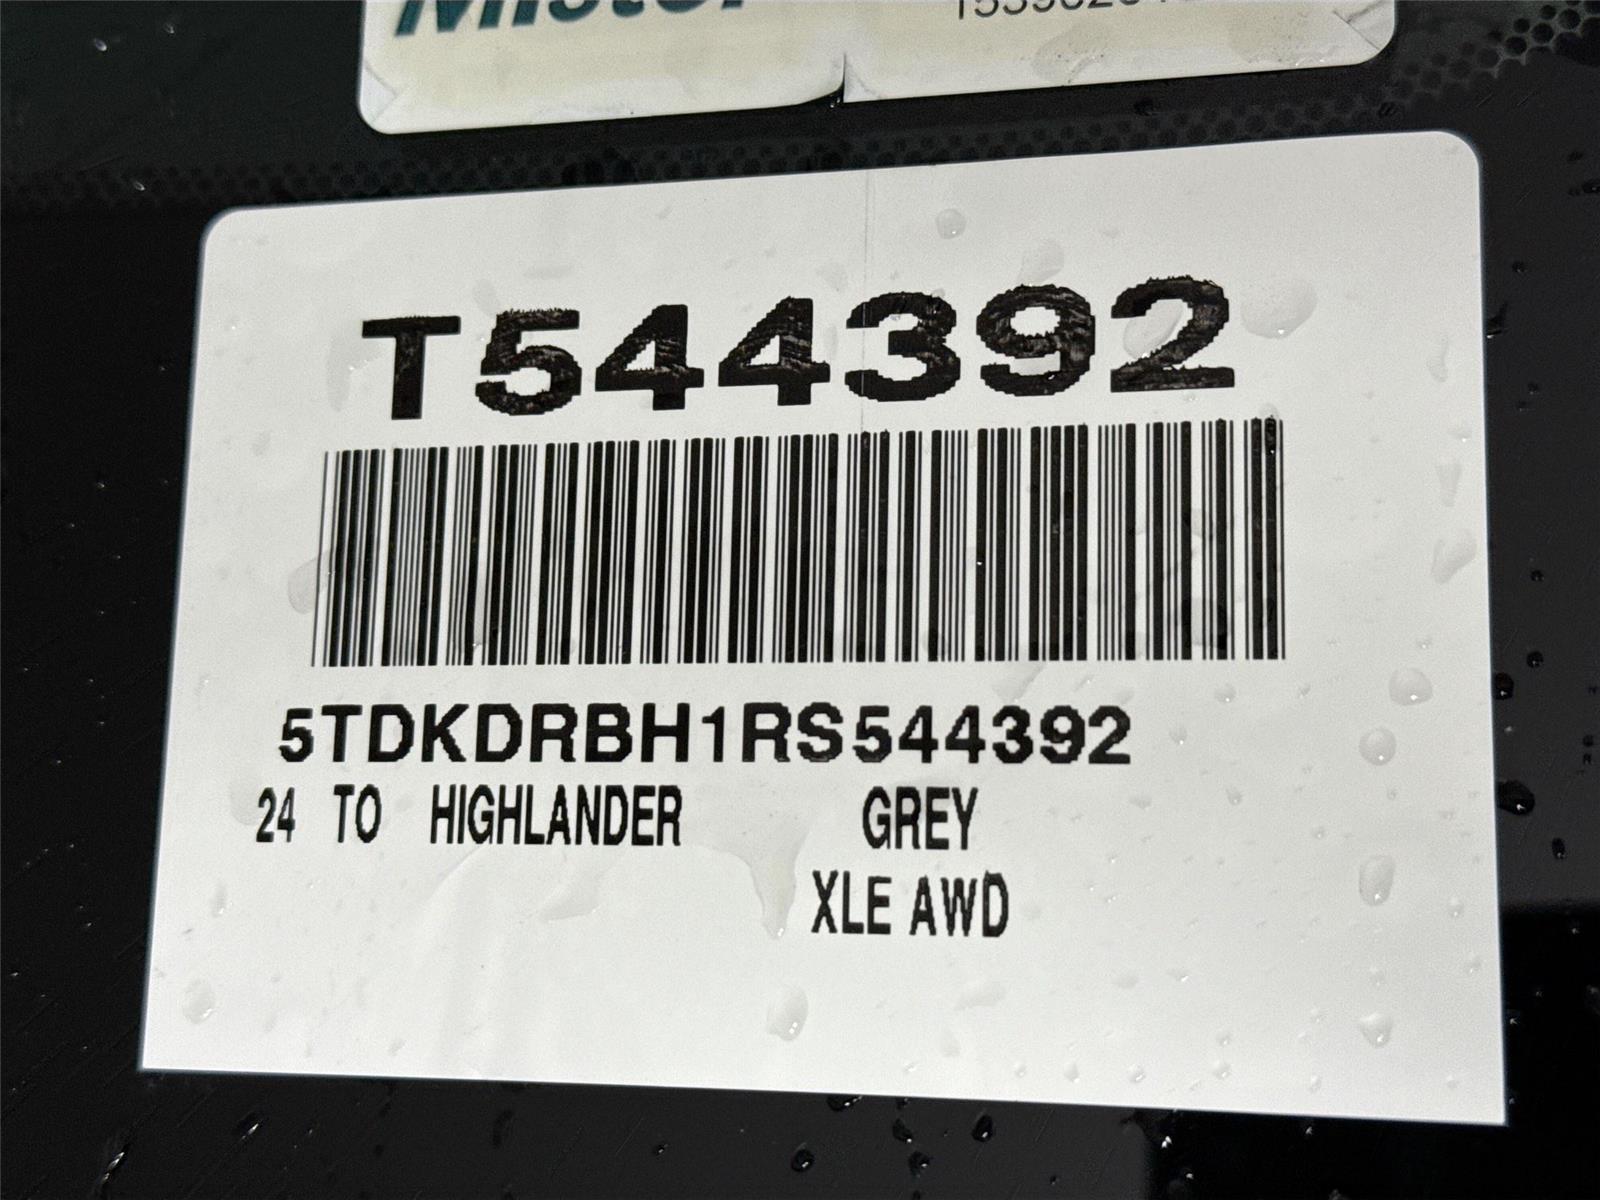 T544392
5TDKDRBH1RS544392
24 TO HIGHLANDER GREY
XLE AWD